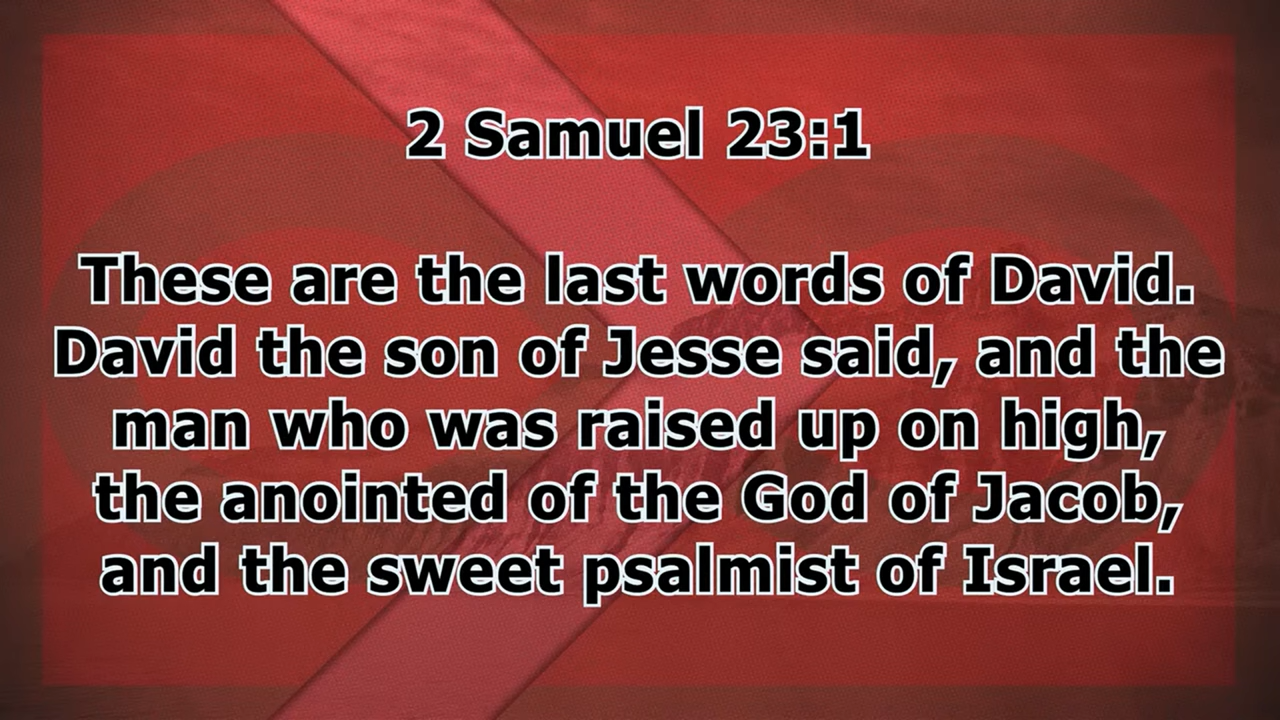 2 Samuel 23:1
These are the last words of David.
David the son of Jesse said, and the
man who was raised up on high,
the anointed of the God of Jacob,
and the sweet psalmist of Israel.